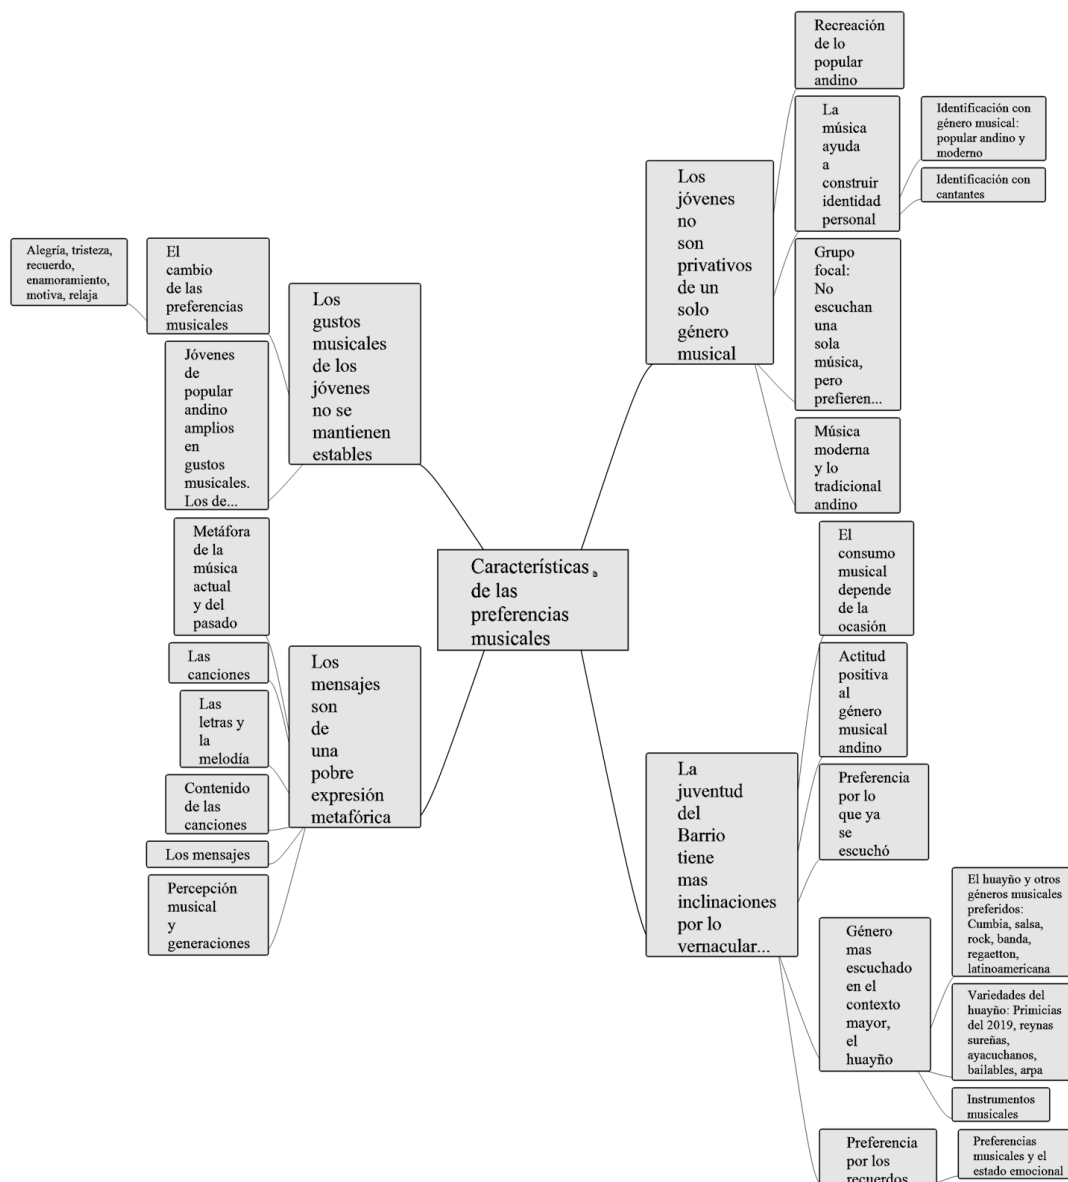 Recreación
de lo
popular
andino
La
música
ayuda
a
construir
identidad
personal
Identificación con
género musical:
popular andino y
moderno
Identificación con
cantantes
Los
jóvenes
no
son
privativos
de un
solo
género
musical
Grupo
focal:
No
escuchan
una
sola
música,
pero
prefieren...
Música
moderna
y lo
tradicional
andino
Alegría, tristeza,
recuerdo,
enamoramiento,
motiva, relaja
El
cambio
de las
preferencias
musicales
Los
gustos
musicales
de los
jóvenes
no se
mantienen
estables
Jóvenes
de
popular
andino
amplios
en
gustos
musicales.
Los de...
Características
de las
preferencias
musicales
Metáfora
de la
música
actual
y del
pasado
Las
canciones
Las
letras y
la
melodía
Contenido
de las
canciones
Los mensajes
Percepción
musical
y
generaciones
Los
mensajes
son
de
una
pobre
expresión
metafórica
El
consumo
musical
depende
de la
ocasión
Actitud
positiva
al
género
musical
andino
Preferencia
por lo
que ya
se
escuchó
La
juventud
del
Barrio
tiene
mas
inclinaciones
por lo
vernacular...
Género
mas
escuchado
en el
contexto
mayor,
el
huayño
El huayño y otros
géneros musicales
preferidos:
Cumbia, salsa,
rock, banda,
regaetton,
latinoamericana
Variedades del
huayño: Primicias
del 2019, reynas
sureñas,
ayacuchanos,
bailables, arpa
Instrumentos
musicales
Preferencia
por los
recuerdos
Preferencias
musicales y el
estado emocional